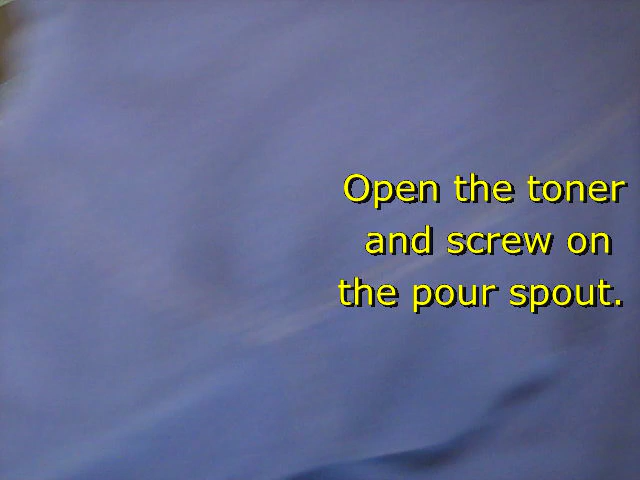 Open the toner
and screw on
the pour spout.